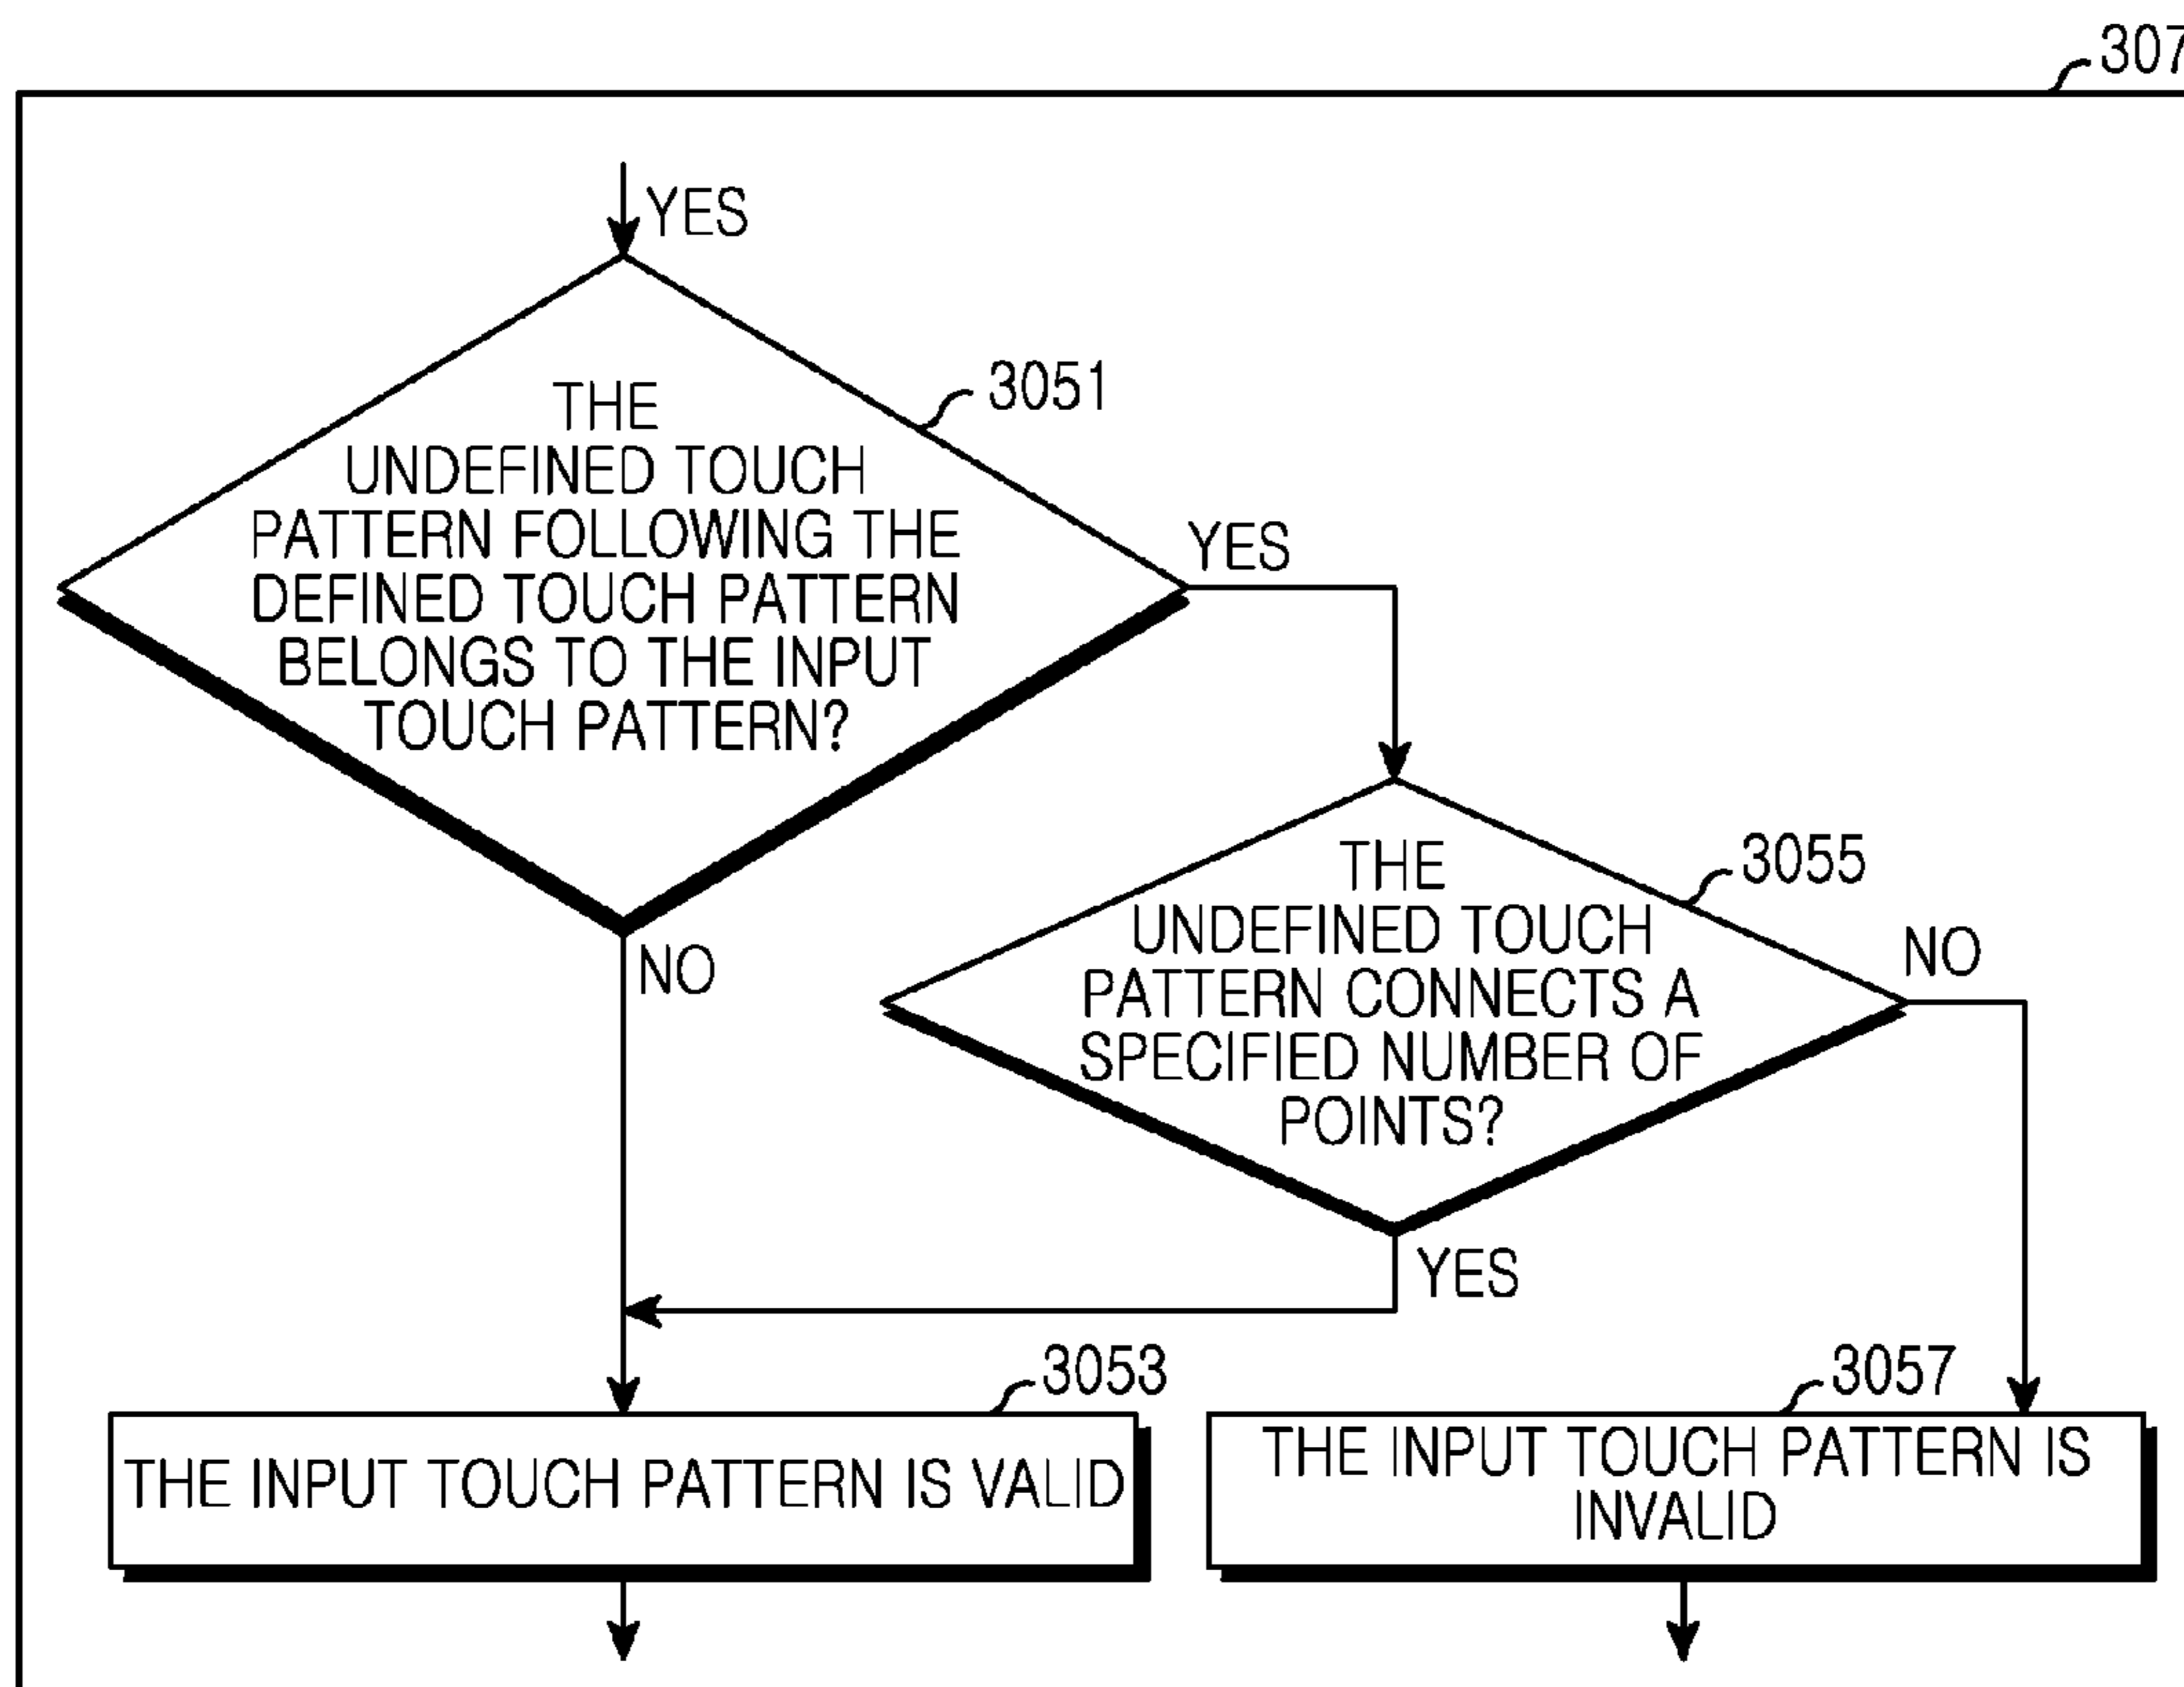 307
YES
3051
THE
UNDEFINED TOUCH
PATTERN FOLLOWING THE
DEFINED TOUCH PATTERN
BELONGS TO THE INPUT
TOUCH PATTERN?
YES
NO
3055
THE
UNDEFINED TOUCH
PATTERN CONNECTS A
SPECIFIED NUMBER OF
POINTS?
NO
YES
3053
THE INPUT TOUCH PATTERN IS VALID
3057
THE INPUT TOUCH PATTERN IS
INVALID